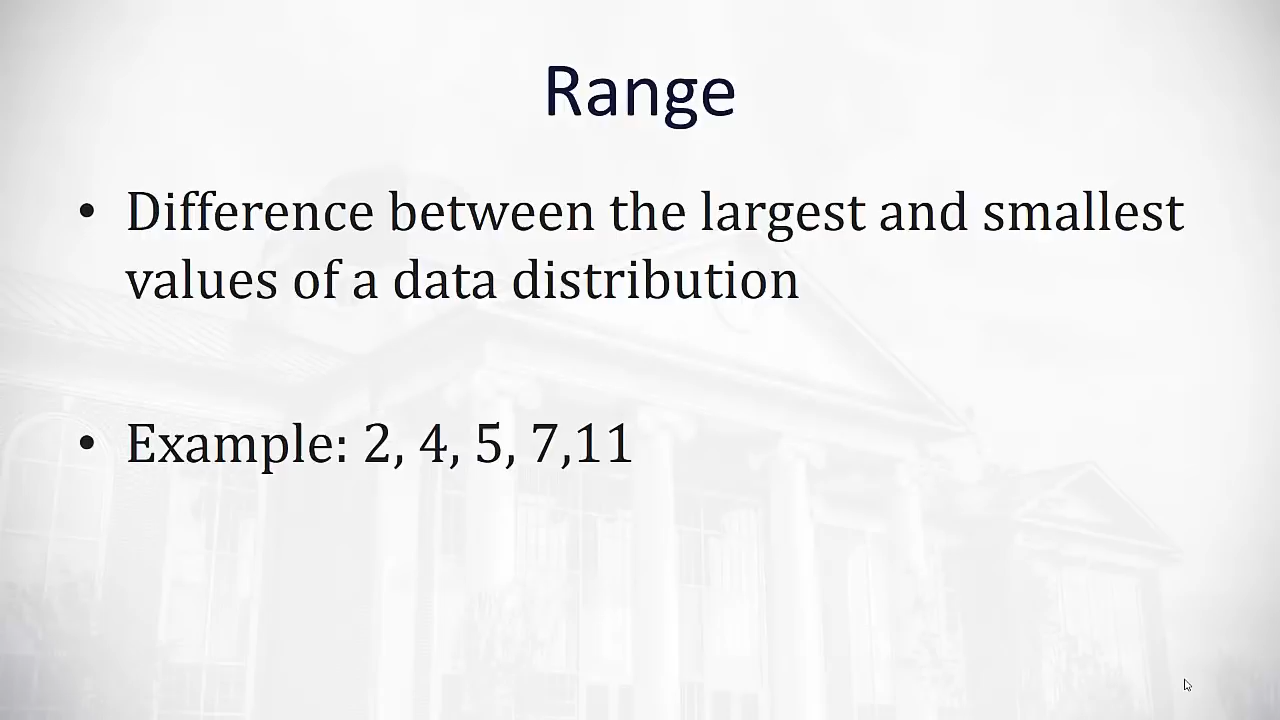 Range
• Difference between the largest and smallest
values of a data distribution
• Example: 2, 4, 5, 7,11